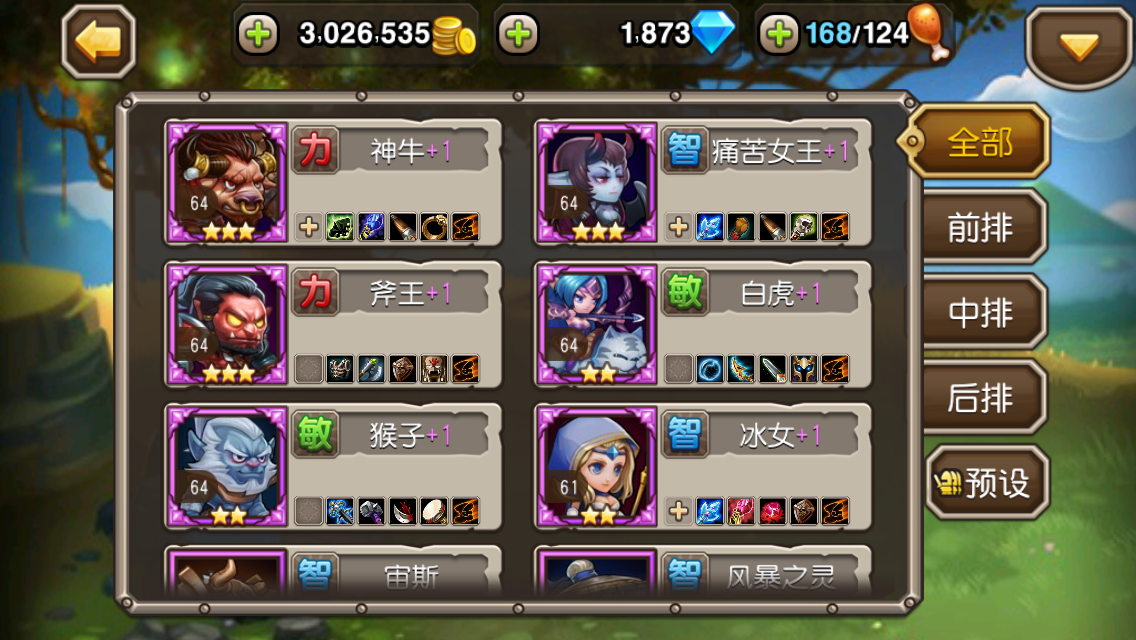 3,026,535
1,873
168/124
力 神牛+1
64
智 痛苦女王+1
64
力 斧王+1
64
敏 白虎+1
64
敏 猴子+1
64
智 冰女+1
61
智 宙斯
智 风暴之灵
全部
前排
中排
后排
预设